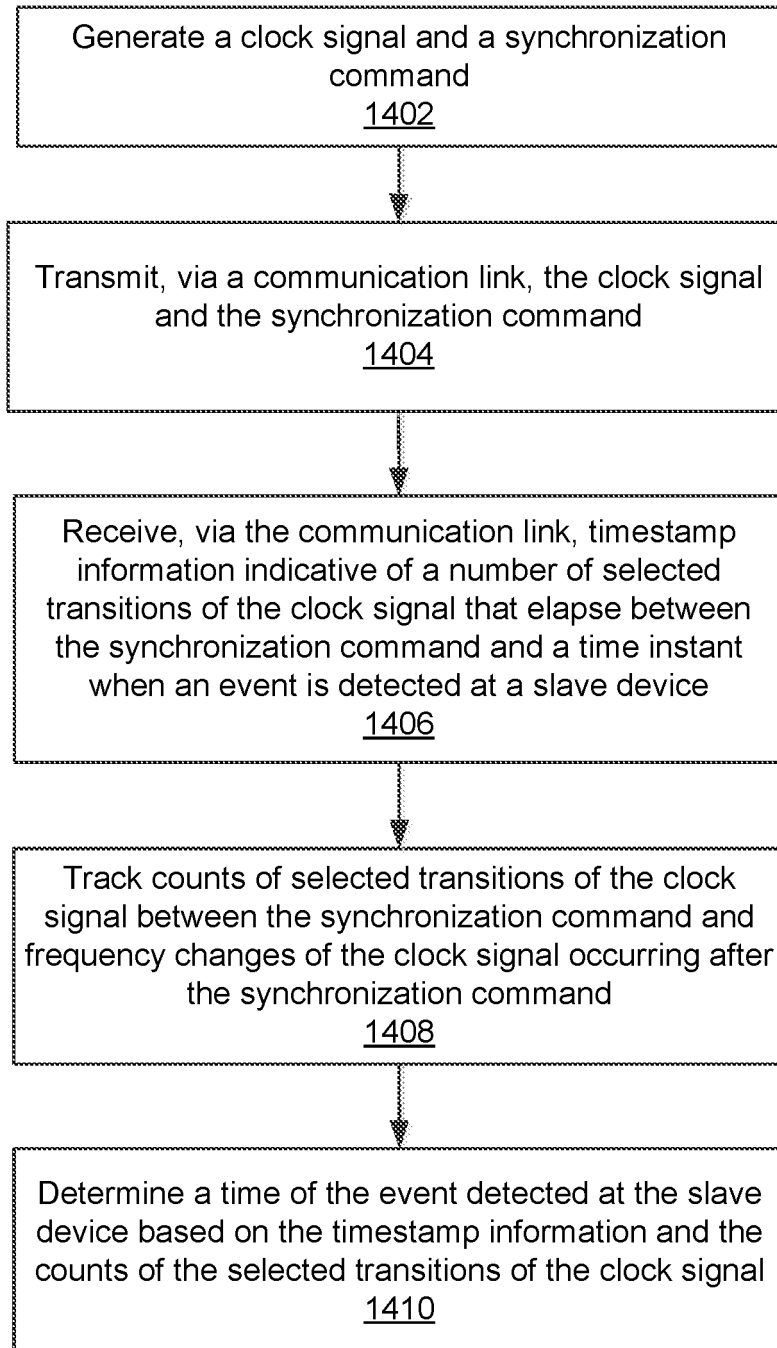 Generate a clock signal and a synchronization
command
1402
Transmit, via a communication link, the clock signal
and the synchronization command
1404
Receive, via the communication link, timestamp
information indicative of a number of selected
transitions of the clock signal that elapse between
the synchronization command and a time instant
when an event is detected at a slave device
1406
Track counts of selected transitions of the clock
signal between the synchronization command and
frequency changes of the clock signal occurring after
the synchronization command
1408
Determine a time of the event detected at the slave
device based on the timestamp information and the
counts of the selected transitions of the clock signal
1410